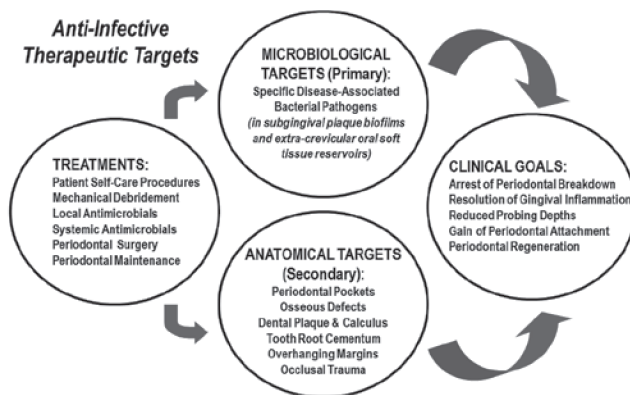 Anti-Infective
Therapeutic Targets
MICROBIOLOGICAL
TARGETS (Primary):
Specific Disease-Associated
Bacterial Pathogens
(in subgingival plaque biofilms
and extra-crevicular oral soft
tissue reservoirs)
TREATMENTS:
Patient Self-Care Procedures
Mechanical Debridement
Local Antimicrobials
Systemic Antimicrobials
Periodontal Surgery
Periodontal Maintenance
CLINICAL GOALS:
Arrest of Periodontal Breakdown
Resolution of Gingival Inflammation
Reduced Probing Depths
Gain of Periodontal Attachment
Periodontal Regeneration
ANATOMICAL TARGETS
(Secondary):
Periodontal Pockets
Osseous Defects
Dental Plaque & Calculus
Tooth Root Cementum
Overhanging Margins
Occlusal Trauma